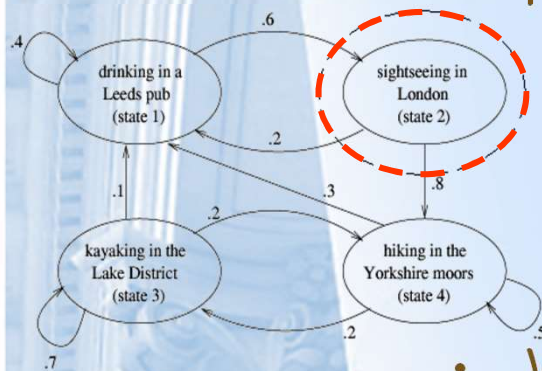 .4
.6
drinking in a
Leeds pub
(state 1)
sightseeing in
London
(state 2)
.2
.8
.1
.3
.2
kayaking in the
Lake District
(state 3)
hiking in the
Yorkshire moors
(state 4)
.2
.7